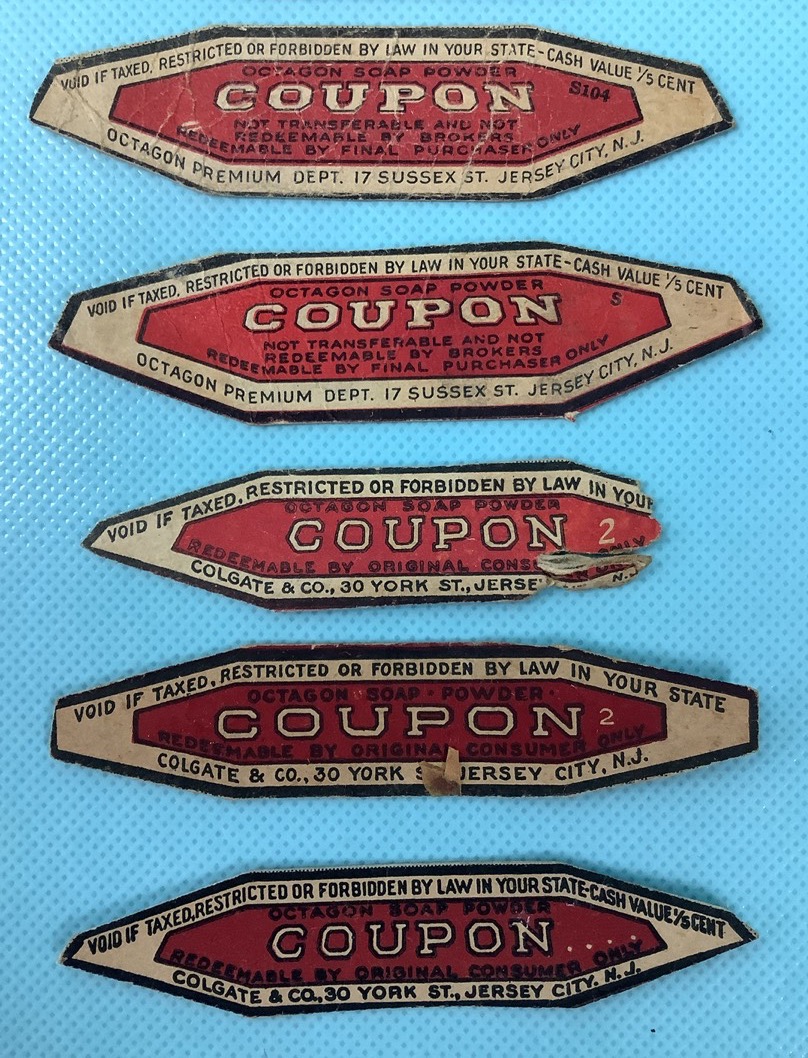 VOID IF TAXED, RESTRICTED OR FORBIDDEN BY LAW IN YOUR STATE-CASH VALUE 1/5 CENT
OCTAGON SOAP POWDER
COUPON S104
NOT TRANSFERABLE AND NOT
REDEEMABLE BY BROKERS
REDEEMABLE BY FINAL PURCHASER ONLY
OCTAGON PREMIUM DEPT. 17 SUSSEX ST. JERSEY CITY, N.J.
VOID IF TAXED, RESTRICTED OR FORBIDDEN BY LAW IN YOUR STATE-CASH VALUE 1/5 CENT
OCTAGON SOAP POWDER
COUPON S
NOT TRANSFERABLE AND NOT
REDEEMABLE BY BROKERS
REDEEMABLE BY FINAL PURCHASER ONLY
OCTAGON PREMIUM DEPT. 17 SUSSEX ST. JERSEY CITY, N.J.
VOID IF TAXED, RESTRICTED OR FORBIDDEN BY LAW IN YOUR
OCTAGON SOAP POWDER
COUPON 2
REDEEMABLE BY ORIGINAL CONS ONLY
COLGATE & CO., 30 YORK ST., JERSE N.J.
VOID IF TAXED, RESTRICTED OR FORBIDDEN BY LAW IN YOUR STATE
OCTAGON SOAP · POWDER ·
COUPON 2
REDEEMABLE BY ORIGINAL CONSUMER ONLY
COLGATE & CO., 30 YORK S JERSEY CITY, N.J.
VOID IF TAXED, RESTRICTED OR FORBIDDEN BY LAW IN YOUR STATE-CASH VALUE 1/5 CENT
OCTAGON SOAP POWDER
COUPON....
REDEEMABLE BY ORIGINAL CONSUMER ONLY
COLGATE & CO., 30 YORK ST., JERSEY CITY. N.J.